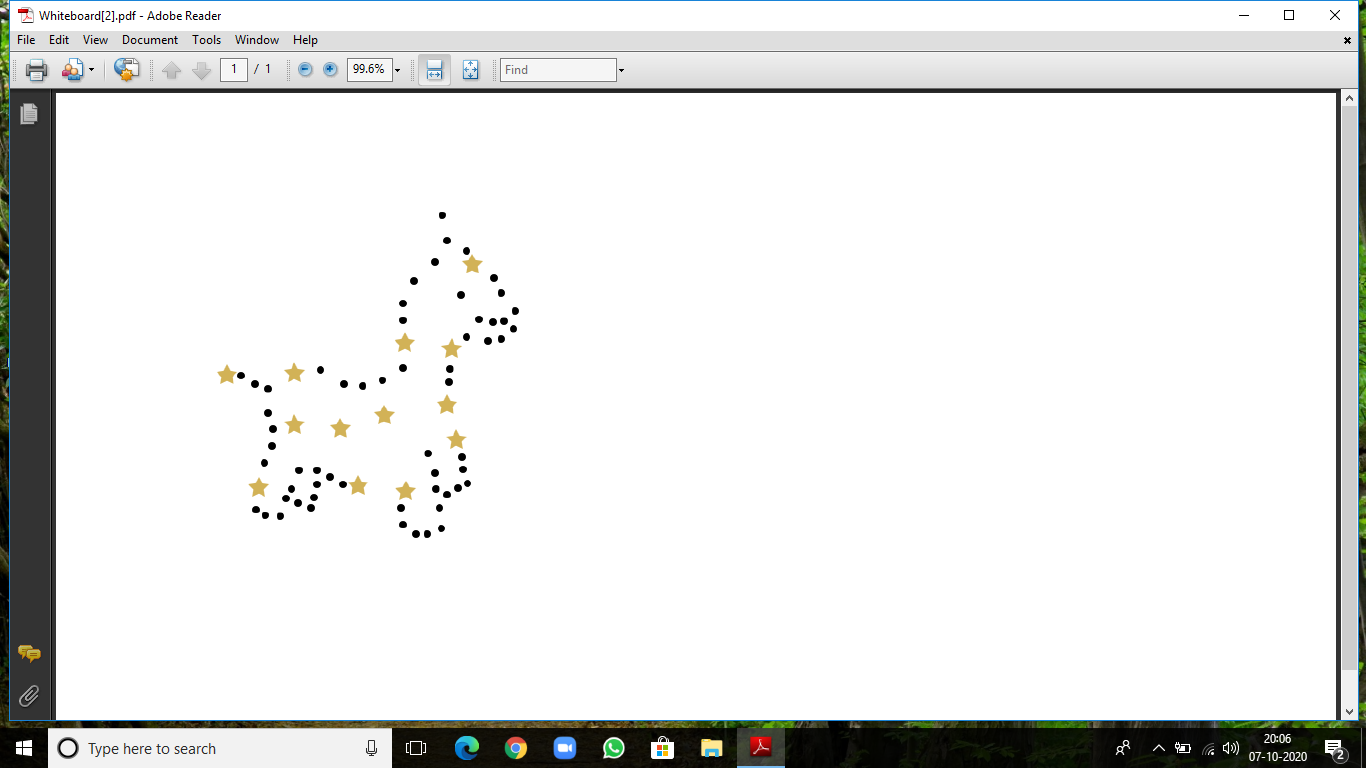 Whiteboard[2].pdf - Adobe Reader
File Edit View Document Tools Window Help
1 / 1 99.6% Find
Type here to search
20:06
07-10-2020
2